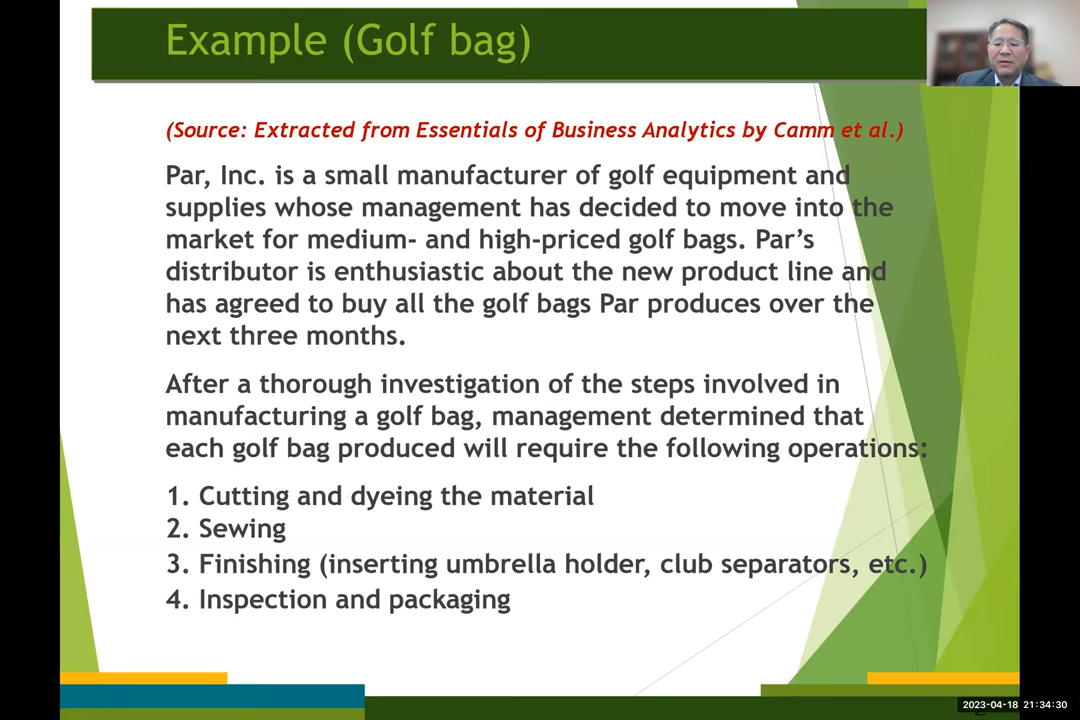 Example (Golf bag)
(Source: Extracted from Essentials of Business Analytics by Camm et al.)
Par, Inc. is a small manufacturer of golf equipment and
supplies whose management has decided to move into the
market for medium- and high-priced golf bags. Par’s
distributor is enthusiastic about the new product line and
has agreed to buy all the golf bags Par produces over the
next three months.
After a thorough investigation of the steps involved in
manufacturing a golf bag, management determined that
each golf bag produced will require the following operations:
1. Cutting and dyeing the material
2. Sewing
3. Finishing (inserting umbrella holder, club separators, etc.)
4. Inspection and packaging
2023-04-18 21:34:30